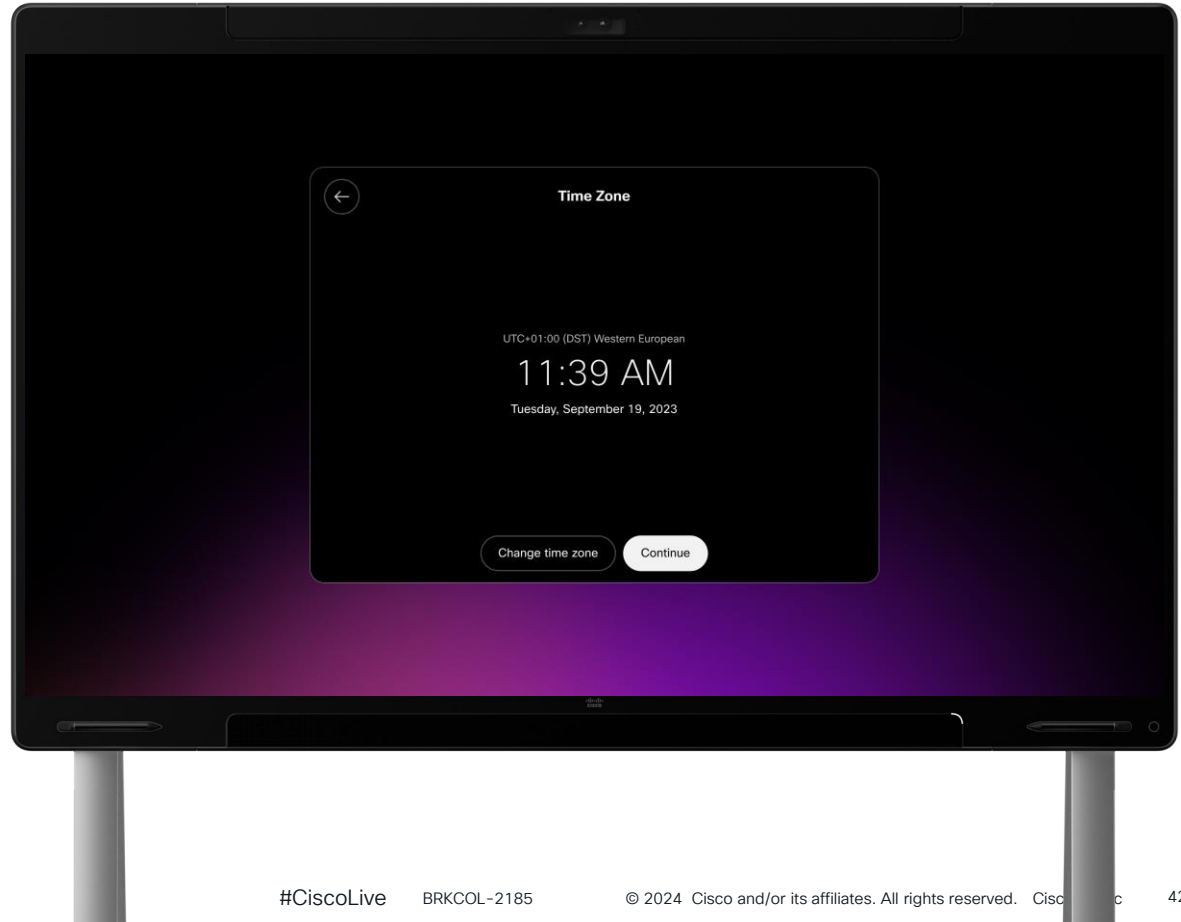 Time Zone
UTC+01:00 (DST) Western European
11:39 AM
Tuesday, September 19, 2023
Change time zone
Continue
#CiscoLive BRKCOL-2185 © 2024 Cisco and/or its affiliates. All rights reserved. 42